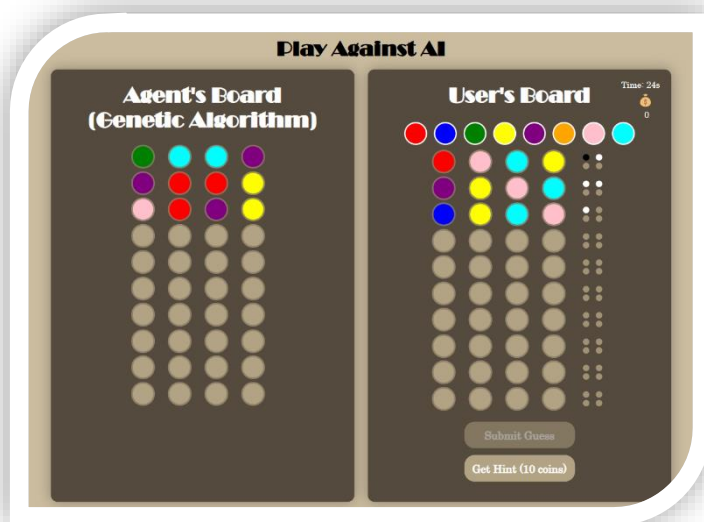 Play Against AI
Agent's Board
(Genetic Algorithm)
User's Board
Time: 24s
0
Submit Guess
Get Hint (10 coins)